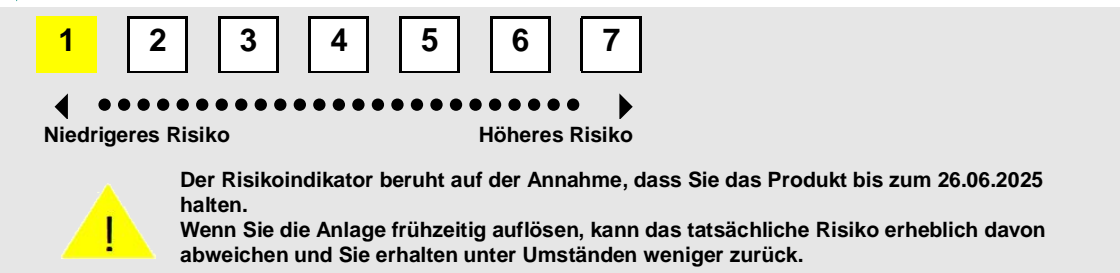 1 2 3 4 5 6 7
Niedrigeres Risiko Höheres Risiko
Der Risikoindikator beruht auf der Annahme, dass Sie das Produkt bis zum 26.06.2025
halten.
Wenn Sie die Anlage frühzeitig auflösen, kann das tatsächliche Risiko erheblich davon
abweichen und Sie erhalten unter Umständen weniger zurück.
!